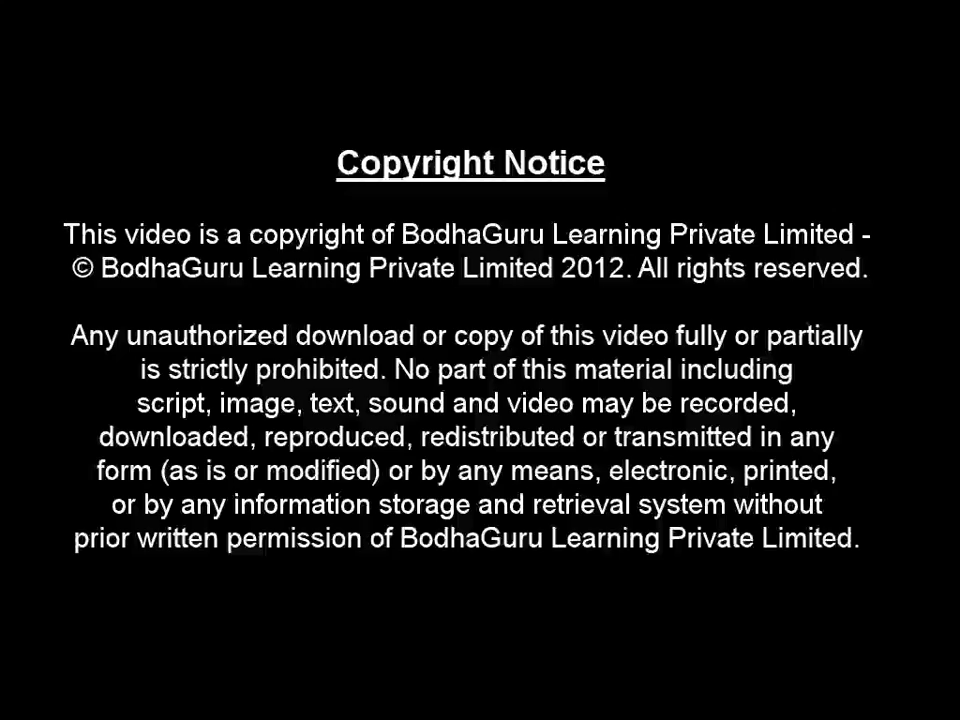 Copyright Notice
This video is a copyright of BodhaGuru Learning Private Limited -
© BodhaGuru Learning Private Limited 2012. All rights reserved.
Any unauthorized download or copy of this video fully or partially
is strictly prohibited. No part of this material including
script, image, text, sound and video may be recorded,
downloaded, reproduced, redistributed or transmitted in any
form (as is or modified) or by any means, electronic, printed,
or by any information storage and retrieval system without
prior written permission of BodhaGuru Learning Private Limited.